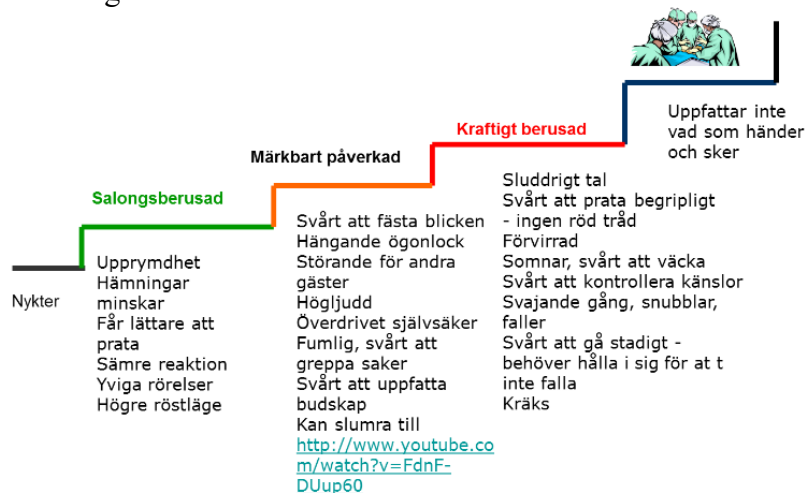 Nykter
Salongsberusad
Upprymdhet
Hämningar
minskar
Får lättare att
prata
Sämre reaktion
Yviga rörelser
Högre röstläge
Märkbart påverkad
Svårt att fästa blicken
Hängande ögonlock
Störande för andra
gäster
Högljudd
Överdrivet självsäker
Fumlig, svårt att
greppa saker
Svårt att uppfatta
budskap
Kan slumra till
http://www.youtube.co
m/watch?v=FdnF-
DUup60
Kraftigt berusad
Sluddrigt tal
Svårt att prata begripligt
- ingen röd tråd
Förvirrad
Somnar, svårt att väcka
Svårt att kontrollera känslor
Svajande gång, snubblar,
faller
Svårt att gå stadigt -
behöver hålla i sig för at t
inte falla
Kräks
Uppfattar inte
vad som händer
och sker